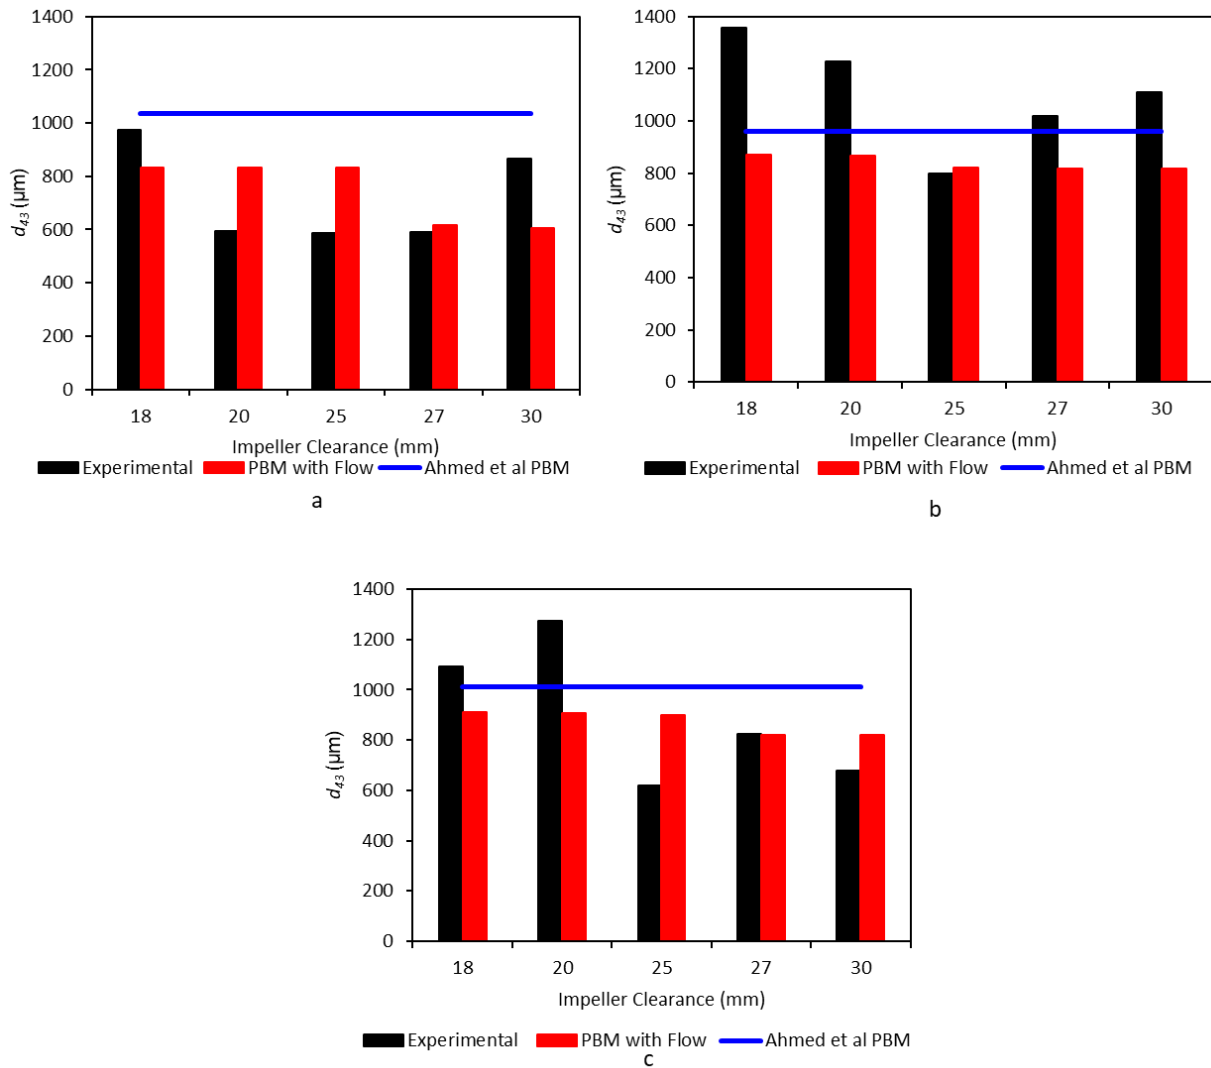 1400
1200
1000
800
600
400
200
0
d43 (µm)
18 20 25 27 30
Impeller Clearance (mm)
Experimental PBM with Flow Ahmed et al PBM
a
1400
1200
1000
800
600
400
200
0
d43 (µm)
18 20 25 27 30
Impeller Clearance (mm)
Experimental PBM with Flow Ahmed et al PBM
b
1400
1200
1000
800
600
400
200
0
d43 (µm)
18 20 25 27 30
Impeller Clearance (mm)
Experimental PBM with Flow Ahmed et al PBM
c